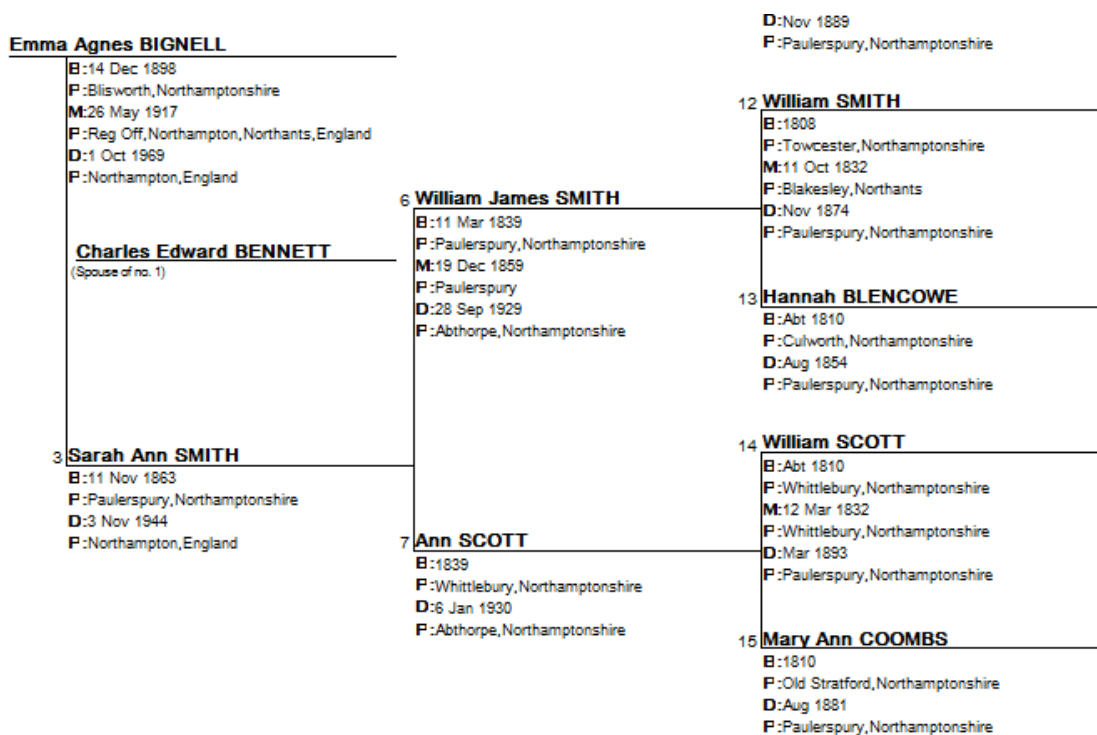 Emma Agnes BIGNELL
B:14 Dec 1898
P:Blisworth,Northamptonshire
M:26 May 1917
P:Reg Off,Northampton,Northants,England
D:1 Oct 1969
P:Northampton,England
Charles Edward BENNETT
(Spouse of no. 1)
3 Sarah Ann SMITH
B:11 Nov 1863
P:Paulerspury,Northamptonshire
D:3 Nov 1944
P:Northampton,England
6 William James SMITH
B:11 Mar 1839
P:Paulerspury,Northamptonshire
M:19 Dec 1859
P:Paulerspury
D:28 Sep 1929
P:Abthorpe,Northamptonshire
7 Ann SCOTT
B:1839
P:Whittlebury,Northamptonshire
D:6 Jan 1930
P:Abthorpe,Northamptonshire
D:Nov 1889
P:Paulerspury,Northamptonshire
12 William SMITH
B:1808
P:Towcester,Northamptonshire
M:11 Oct 1832
P:Blakesley,Northants
D:Nov 1874
P:Paulerspury,Northamptonshire
13 Hannah BLENCOWE
B:Abt 1810
P:Culworth,Northamptonshire
D:Aug 1854
P:Paulerspury,Northamptonshire
14 William SCOTT
B:Abt 1810
P:Whittlebury,Northamptonshire
M:12 Mar 1832
P:Whittlebury,Northamptonshire
D:Mar 1893
P:Paulerspury,Northamptonshire
15 Mary Ann COOMBS
B:1810
P:Old Stratford,Northamptonshire
D:Aug 1881
P:Paulerspury,Northamptonshire